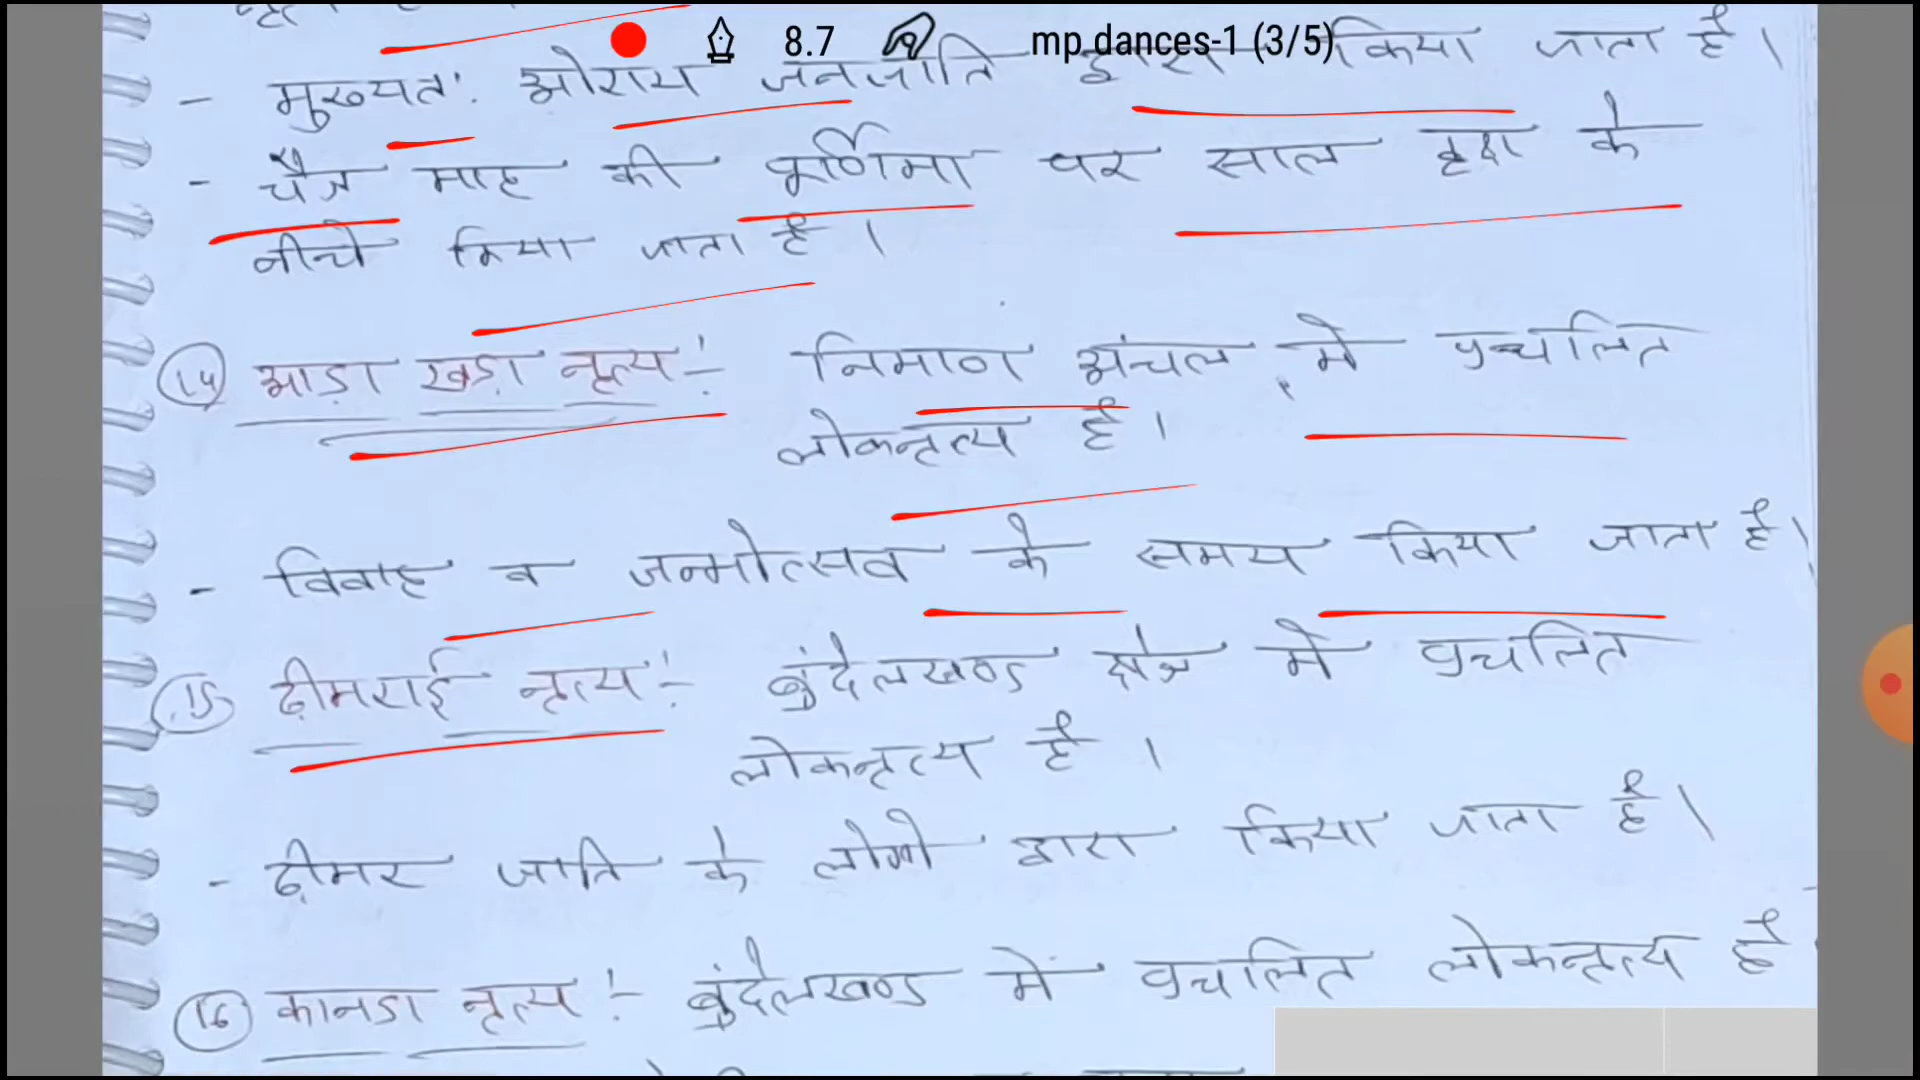 8.7 mp dances-1 (3/5)
- मुख्यतः ओराय जनजाति द्वारा किया जाता है।
- चैत्र माह की पूर्णिमा पर साल वृक्ष के
नीचे किया जाता है।
(14) आड़ा खड़ा नृत्य :- निमाण अंचल में प्रचलित
लोकनृत्य है।
- विवाह व जन्मोत्सव के समय किया जाता है।
(15) ढ़ीमराई नृत्य :- बुंदेलखण्ड क्षेत्र में प्रचलित
लोकनृत्य है।
- ढ़ीमर जाति के लोगो द्वारा किया जाता है।
(16) कानडा नृत्य :- बुंदेलखण्ड में प्रचलित लोकनृत्य है